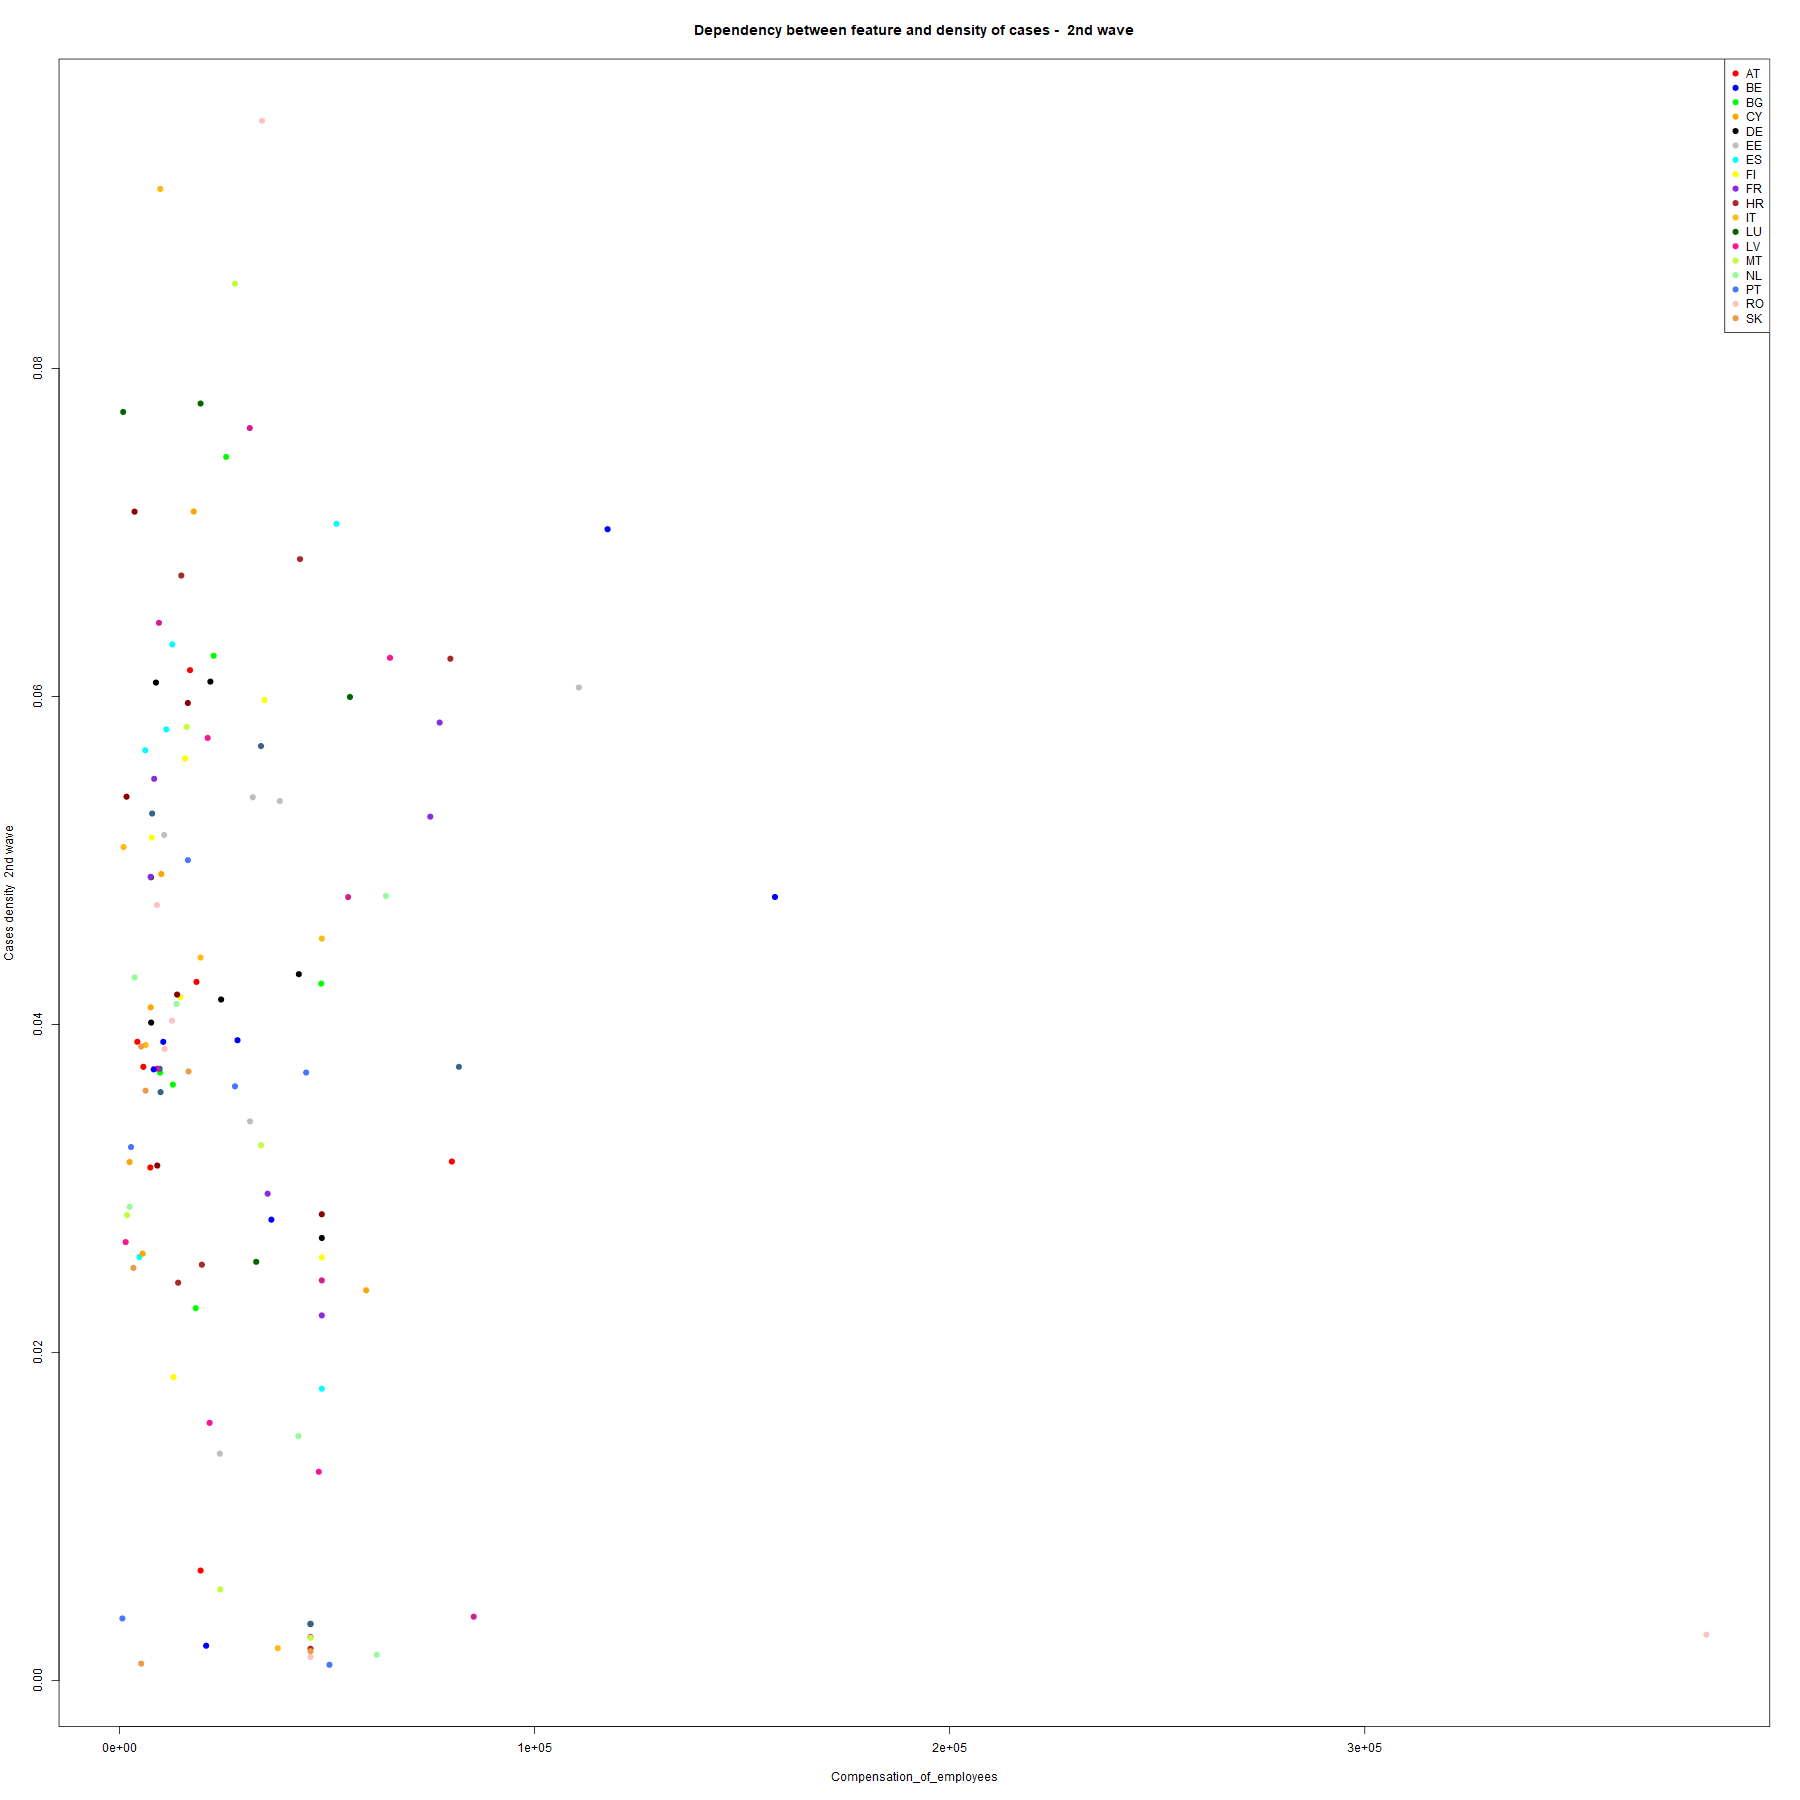 Dependency between feature and density of cases -  2nd wave
AT
BE
BG
CY
DE
EE
ES
FI
FR
HR
IT
LU
LV
MT
NL
PT
RO
SK
0.08
0.06
0.04
0.02
0.00
Cases density  2nd wave
0e+00
1e+05
2e+05
3e+05
Compensation_of_employees